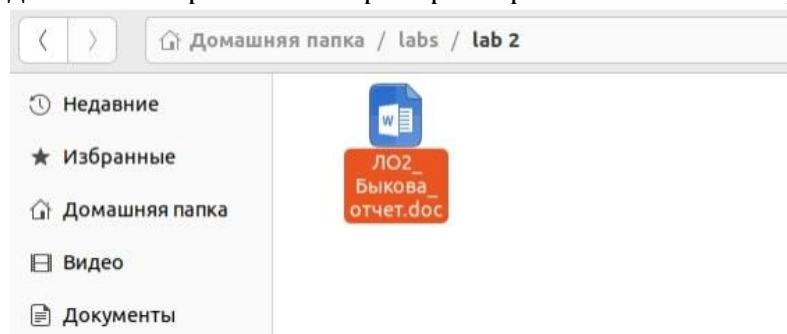 Домашняя папка / labs / lab 2
Недавние
Избранные
Домашняя папка
Видео
Документы
W
ЛО2_
Быкова_
отчет.doc